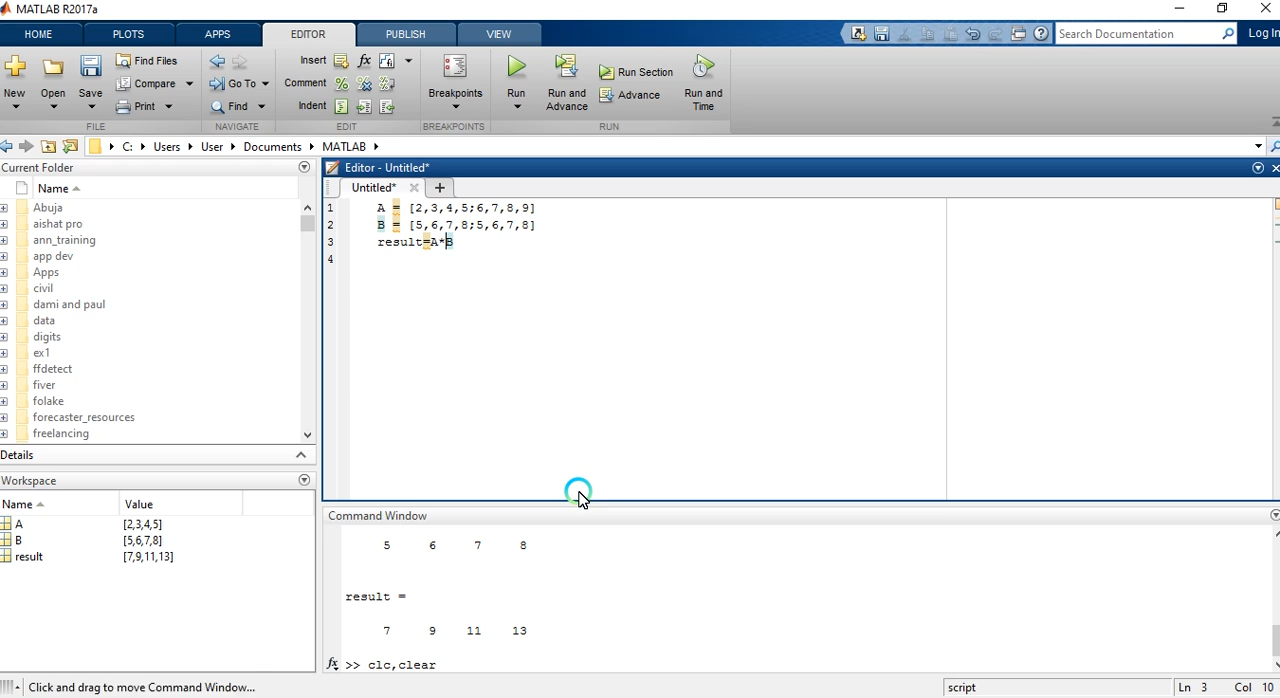 MATLAB R2017a
HOME PLOTS APPS EDITOR PUBLISH VIEW Search Documentation Log In
Find Files
Insert fx
Compare
Go To
Comment
Run Section
New Open Save Breakpoints Run Run and Advance Run and Time
Advance
Print
Find
Indent
FILE NAVIGATE EDIT BREAKPOINTS RUN
C: Users User Documents MATLAB
Current Folder
Editor - Untitled*
Name
Untitled* +
1 A = [2,3,4,5;6,7,8,9]
2 B = [5,6,7,8;5,6,7,8]
3 result=A*B
4
Abuja
aishat pro
ann_training
app dev
Apps
civil
dami and paul
data
digits
ex1
ffdetect
fiver
folake
forecaster_resources
freelancing
Details
Workspace
Name Value
A [2,3,4,5]
B [5,6,7,8]
result [7,9,11,13]
Command Window
5 6 7 8
result =
7 9 11 13
fx >> clc,clear
Click and drag to move Command Window...
script Ln 3 Col 10